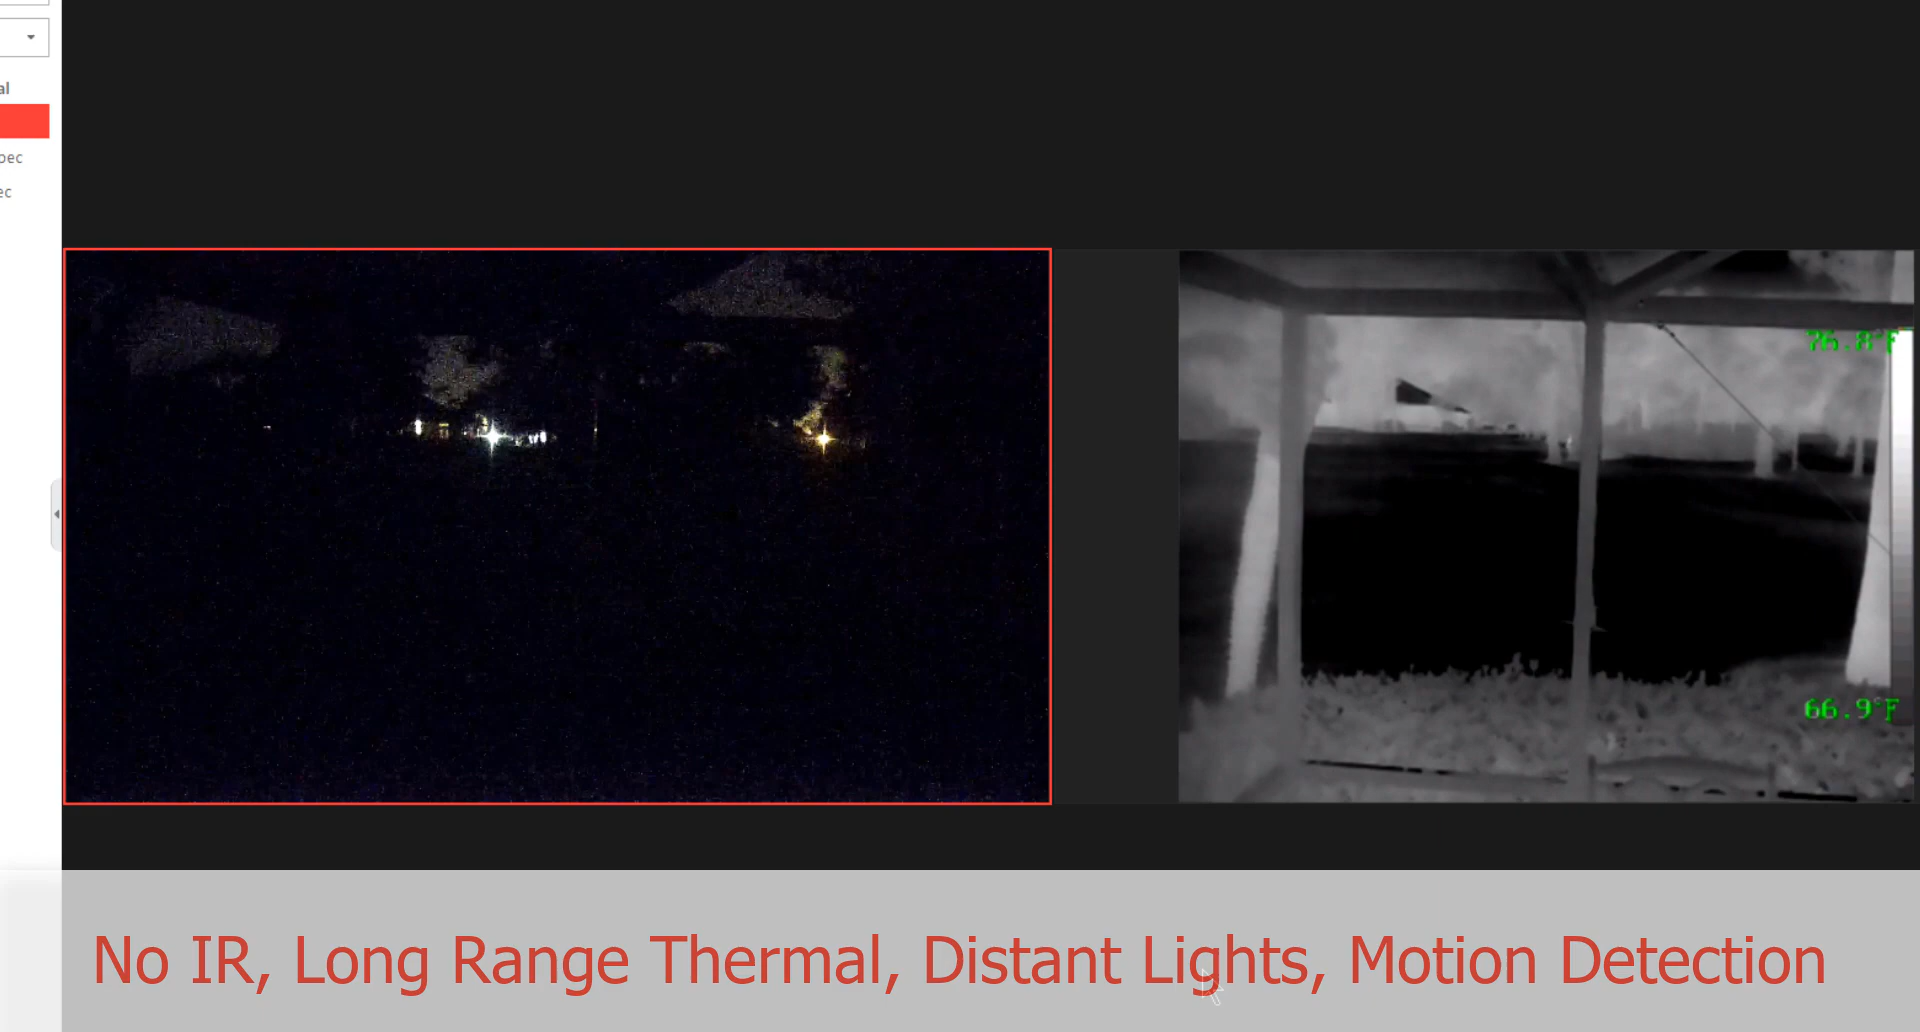 al
pec
ec
76.8°F
66.9°F
No IR, Long Range Thermal, Distant Lights, Motion Detection